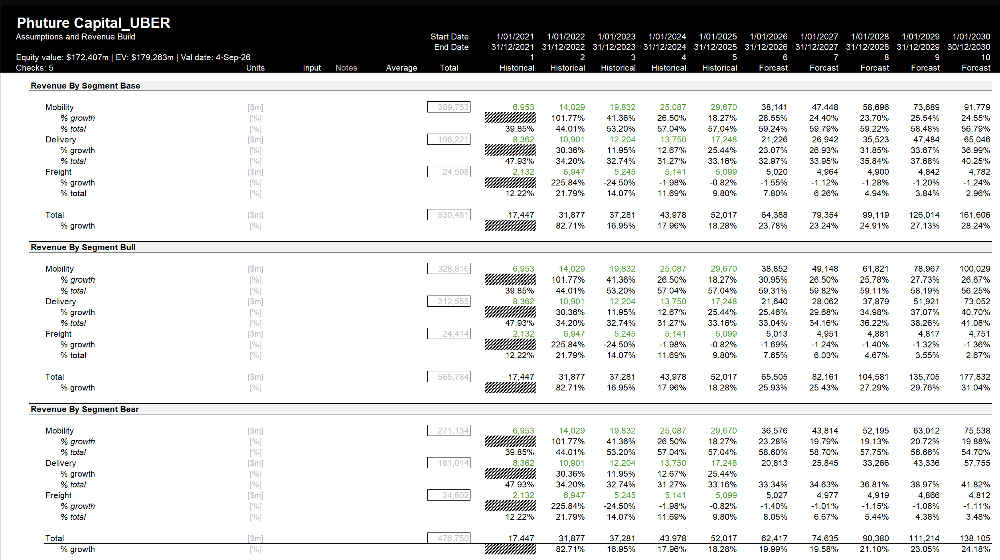 Phuture Capital_UBER
Assumptions and Revenue Build Start Date 1/01/2021 1/01/2022 1/01/2023 1/01/2024 1/01/2025 1/01/2026 1/01/2027 1/01/2028 1/01/2029 1/01/2030
End Date 31/12/2021 31/12/2022 31/12/2023 31/12/2024 31/12/2025 31/12/2026 31/12/2027 31/12/2028 31/12/2029 30/12/2030
Equity value: $172,407m | EV: $179,263m | Val date: 4-Sep-26 1 2 3 4 5 6 7 8 9 10
Checks: 5 Units Input Notes Average Total Historical Historical Historical Historical Historical Forcast Forcast Forcast Forcast Forcast
Revenue By Segment Base
Mobility [$m] 309,753 6,953 14,029 19,832 25,087 29,670 38,141 47,448 58,696 73,689 91,779
% growth [%] 101.77% 41.36% 26.50% 18.27% 28.55% 24.40% 23.70% 25.54% 24.55%
% total [%] 39.85% 44.01% 53.20% 57.04% 57.04% 59.24% 59.79% 59.22% 58.48% 56.79%
Delivery [$m] 196,221 8,362 10,901 12,204 13,750 17,248 21,226 26,942 35,523 47,484 65,046
% growth [%] 30.36% 11.95% 12.67% 25.44% 23.07% 26.93% 31.85% 33.67% 36.99%
% total [%] 47.93% 34.20% 32.74% 31.27% 33.16% 32.97% 33.95% 35.84% 37.68% 40.25%
Freight [$m] 24,508 2,132 6,947 5,245 5,141 5,099 5,020 4,964 4,900 4,842 4,782
% growth [%] 225.84% -24.50% -1.98% -0.82% -1.55% -1.12% -1.28% -1.20% -1.24%
% total [%] 12.22% 21.79% 14.07% 11.69% 9.80% 7.80% 6.26% 4.94% 3.84% 2.96%
Total [$m] 530,481 17,447 31,877 37,281 43,978 52,017 64,388 79,354 99,119 126,014 161,606
% growth [%] 82.71% 16.95% 17.96% 18.28% 23.78% 23.24% 24.91% 27.13% 28.24%
Revenue By Segment Bull
Mobility [$m] 328,816 6,953 14,029 19,832 25,087 29,670 38,852 49,148 61,821 78,967 100,029
% growth [%] 101.77% 41.36% 26.50% 18.27% 30.95% 26.50% 25.78% 27.73% 26.67%
% total [%] 39.85% 44.01% 53.20% 57.04% 57.04% 59.31% 59.82% 59.11% 58.19% 56.25%
Delivery [$m] 212,555 8,362 10,901 12,204 13,750 17,248 21,640 28,062 37,879 51,921 73,052
% growth [%] 30.36% 11.95% 12.67% 25.44% 25.46% 29.68% 34.98% 37.07% 40.70%
% total [%] 47.93% 34.20% 32.74% 31.27% 33.16% 33.04% 34.16% 36.22% 38.26% 41.08%
Freight [$m] 24,414 2,132 6,947 5,245 5,141 5,099 5,013 4,951 4,881 4,817 4,751
% growth [%] 225.84% -24.50% -1.98% -0.82% -1.69% -1.24% -1.40% -1.32% -1.36%
% total [%] 12.22% 21.79% 14.07% 11.69% 9.80% 7.65% 6.03% 4.67% 3.55% 2.67%
Total [$m] 565,784 17,447 31,877 37,281 43,978 52,017 65,505 82,161 104,581 135,705 177,832
% growth [%] 82.71% 16.95% 17.96% 18.28% 25.93% 25.43% 27.29% 29.76% 31.04%
Revenue By Segment Bear
Mobility [$m] 271,134 6,953 14,029 19,832 25,087 29,670 36,576 43,814 52,195 63,012 75,538
% growth [%] 101.77% 41.36% 26.50% 18.27% 23.28% 19.79% 19.13% 20.72% 19.88%
% total [%] 39.85% 44.01% 53.20% 57.04% 57.04% 58.60% 58.70% 57.75% 56.66% 54.70%
Delivery [$m] 181,014 8,362 10,901 12,204 13,750 17,248 20,813 25,845 33,266 43,336 57,755
% growth [%] 30.36% 11.95% 12.67% 25.44%
% total [%] 47.93% 34.20% 32.74% 31.27% 33.16% 33.34% 34.63% 36.81% 38.97% 41.82%
Freight [$m] 24,602 2,132 6,947 5,245 5,141 5,099 5,027 4,977 4,919 4,866 4,812
% growth [%] 225.84% -24.50% -1.98% -0.82% -1.40% -1.01% -1.15% -1.08% -1.11%
% total [%] 12.22% 21.79% 14.07% 11.69% 9.80% 8.05% 6.67% 5.44% 4.38% 3.48%
Total [$m] 476,750 17,447 31,877 37,281 43,978 52,017 62,417 74,635 90,380 111,214 138,105
% growth [%] 82.71% 16.95% 17.96% 18.28% 19.99% 19.58% 21.10% 23.05% 24.18%